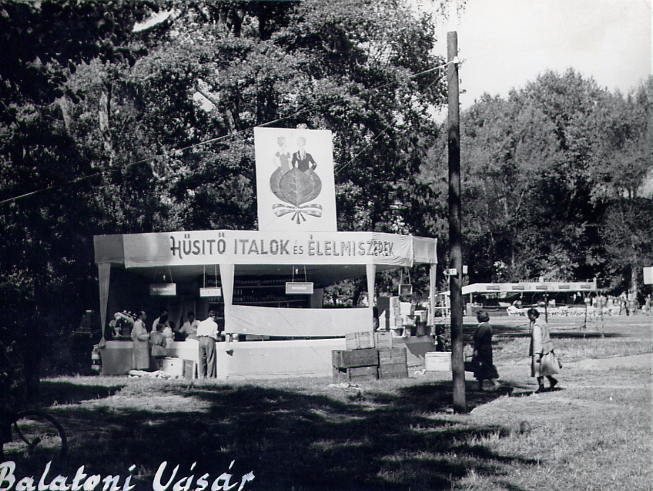 HŰSITŐ ITALOK ÉS ÉLELMISZEREK
Balatoni Vásár